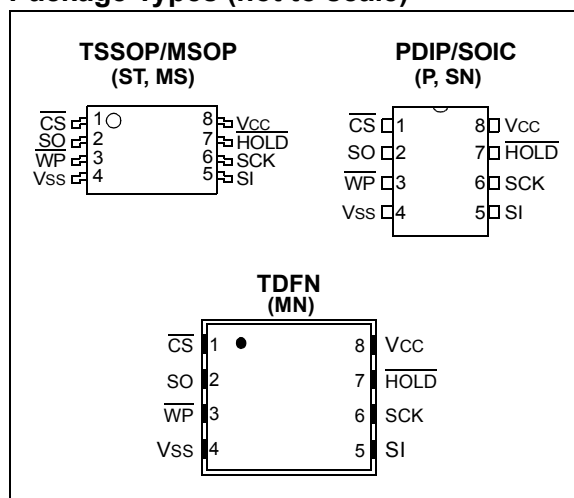 Package Types (not to scale)
TSSOP/MSOP
(ST, MS)
CS 1 8 VCC
SO 2 7 HOLD
WP 3 6 SCK
VSS 4 5 SI
PDIP/SOIC
(P, SN)
CS 1 8 VCC
SO 2 7 HOLD
WP 3 6 SCK
VSS 4 5 SI
TDFN
(MN)
CS 1 8 VCC
SO 2 7 HOLD
WP 3 6 SCK
VSS 4 5 SI